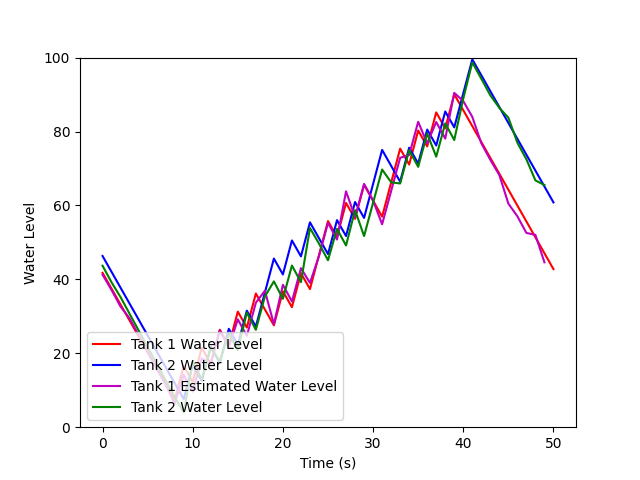 100
80
60
40
20
0
Water Level
Tank 1 Water Level
Tank 2 Water Level
Tank 1 Estimated Water Level
Tank 2 Water Level
0 10 20 30 40 50
Time (s)